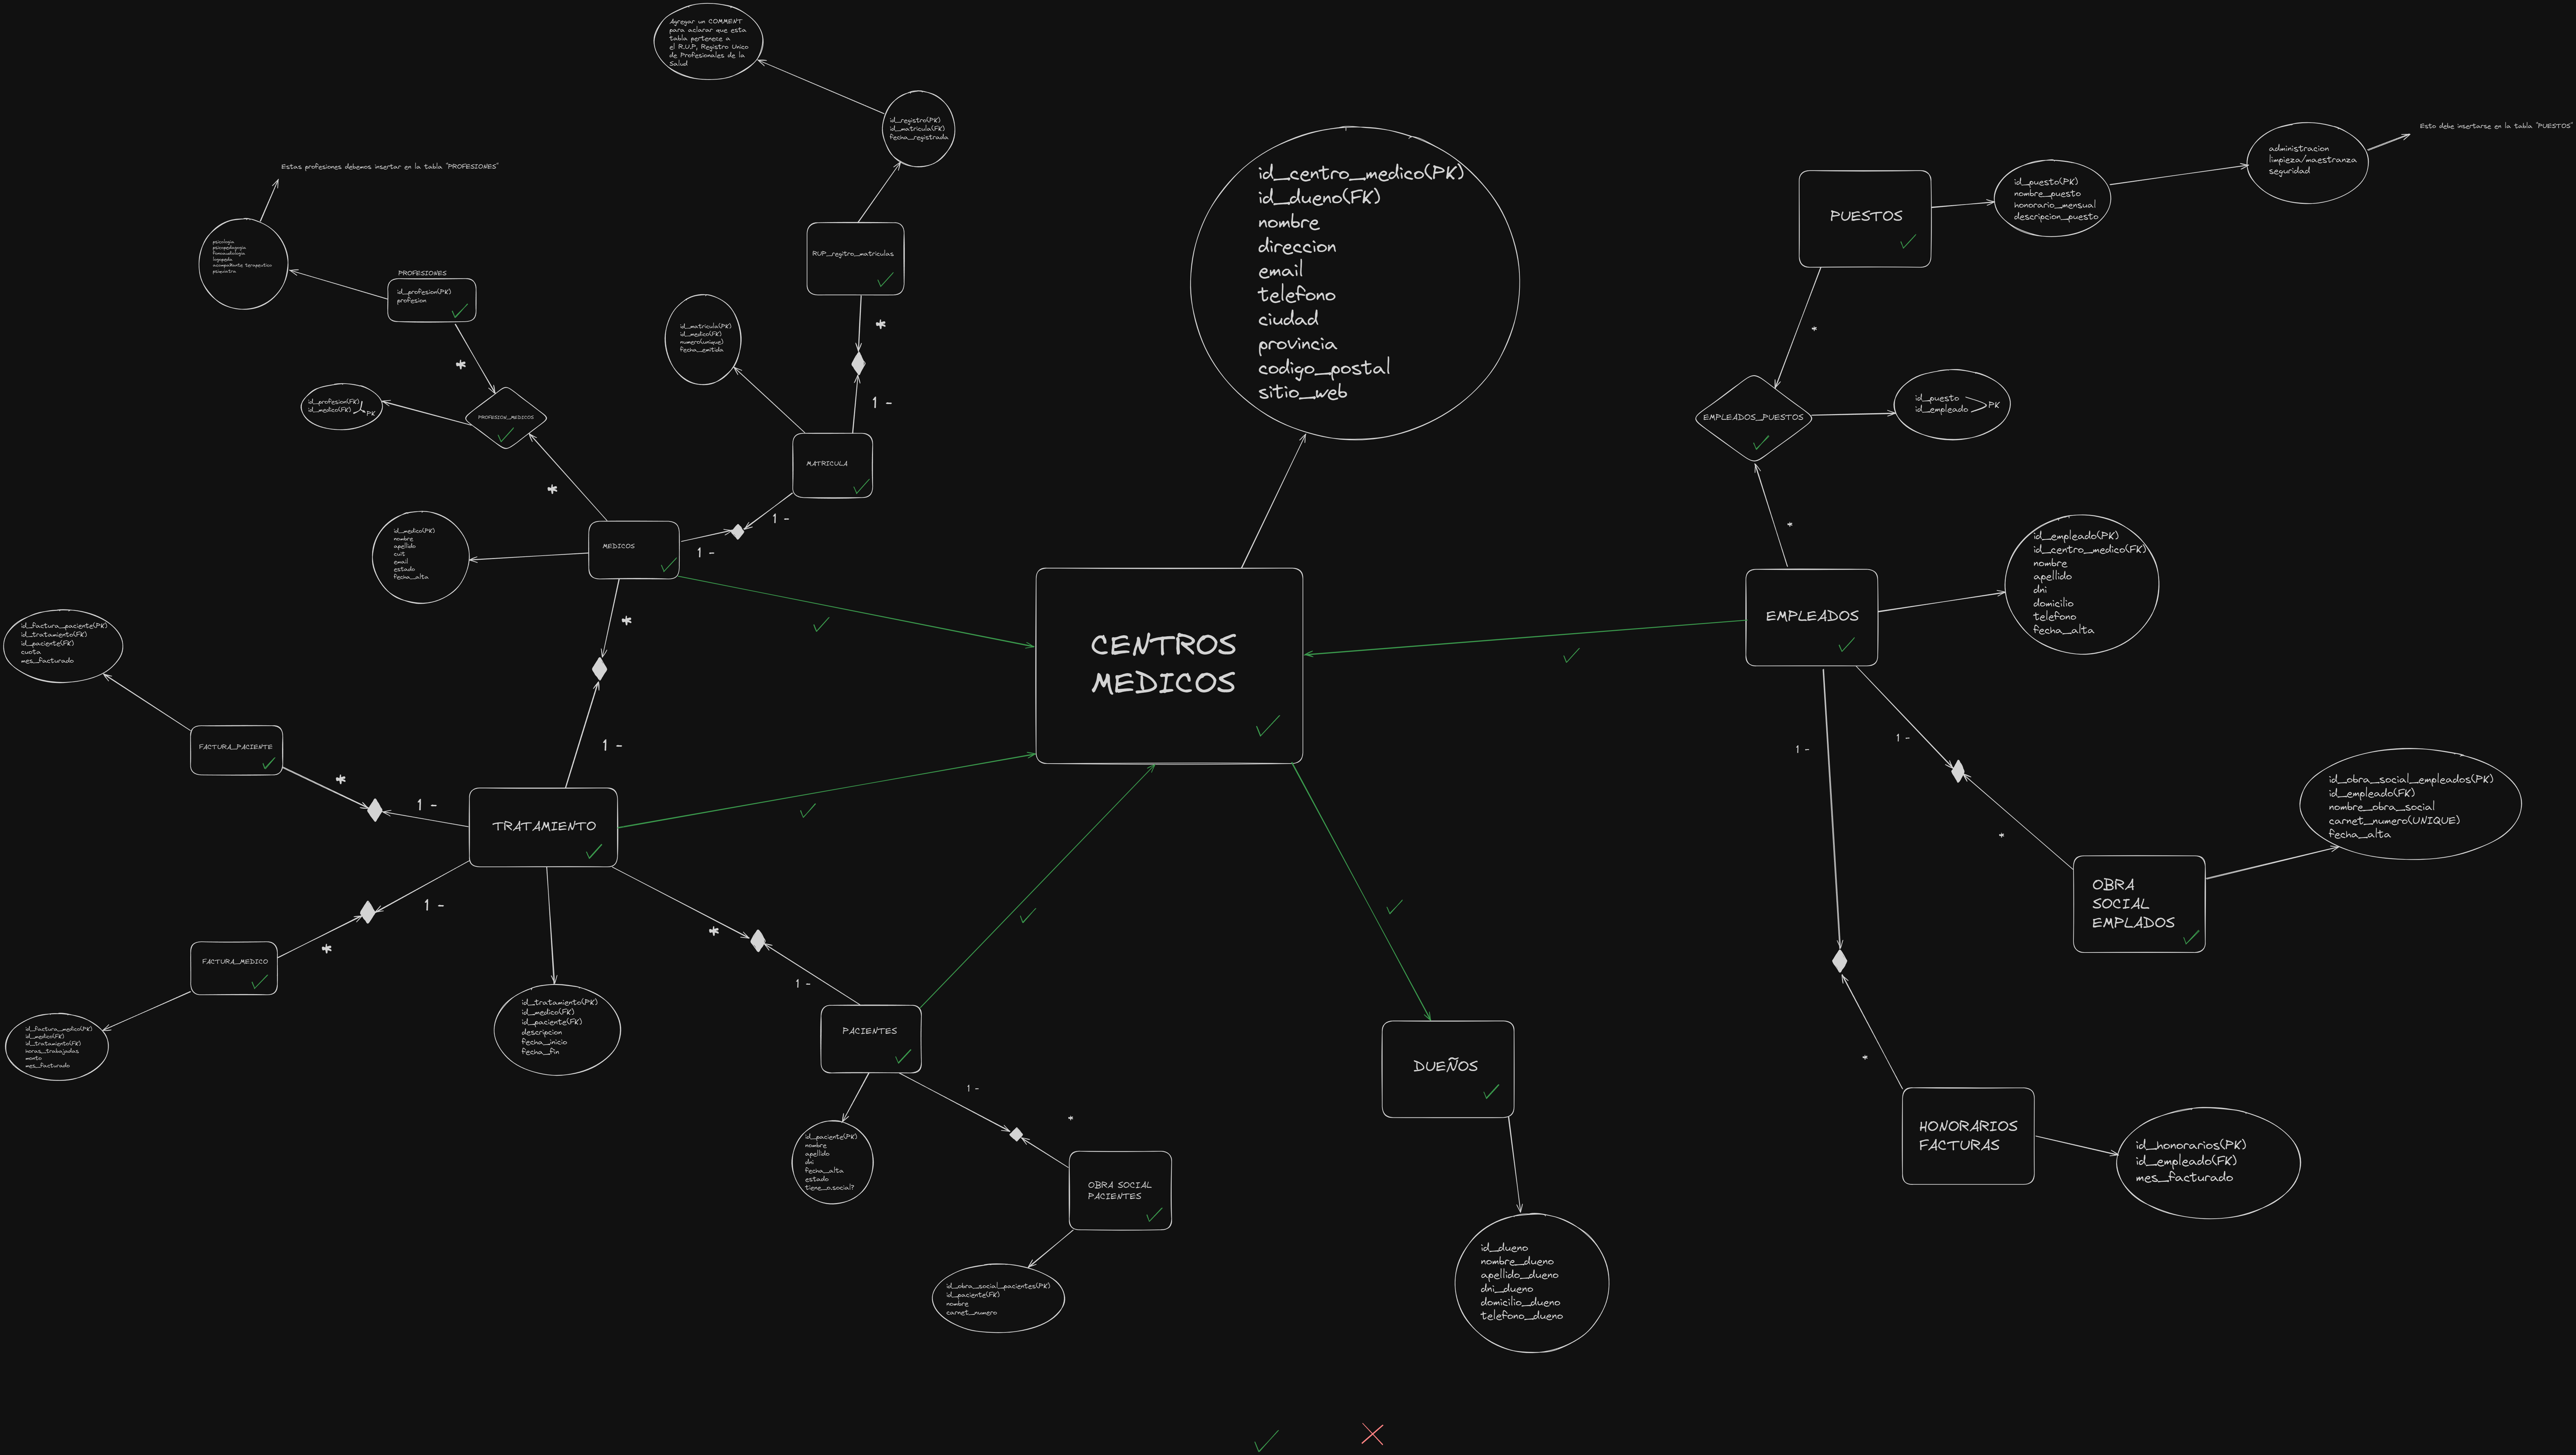 Agregar un COMMENT
para aclarar que esta
tabla pertenece a
el R.U.P, Registro Unico
de Profesionales de la
Salud
id_registro(PK)
id_matricula(FK)
fecha_registrada
RUP_regitro_matriculas
*
1 -
Estas profesiones debemos insertar en la tabla "PROFESIONES"
psicologia
psicopedagogia
fonoaudiologia
logopeda
acompañante terapeutico
psiquiatra
PROFESIONES
id_profesion(PK)
profesion
*
id_profesion(FK)
id_medico(FK)
PK
PROFESION_MEDICOS
*
id_matricula(PK)
id_medico(FK)
numero(unique)
fecha_emitida
MATRICULA
1 -
1 -
MEDICOS
id_medico(PK)
nombre
apellido
cuit
email
estado
fecha_alta
*
1 -
id_factura_paciente(PK)
id_tratamiento(FK)
id_paciente(FK)
cuota
mes_facturado
FACTURA_PACIENTE
*
1 -
TRATAMIENTO
1 -
*
FACTURA_MEDICO
id_factura_medico(PK)
id_medico(FK)
id_tratamiento(FK)
horas_trabajadas
monto
mes_facturado
id_tratamiento(PK)
id_medico(FK)
id_paciente(FK)
descripcion
fecha_inicio
fecha_fin
*
1 -
PACIENTES
id_paciente(PK)
nombre
apellido
dni
fecha_alta
estado
tiene_o.social?
1 -
*
OBRA SOCIAL
PACIENTES
id_obra_social_pacientes(PK)
id_paciente(FK)
nombre
carnet_numero
id_centro_medico(PK)
id_dueno(FK)
nombre
direccion
email
telefono
ciudad
provincia
codigo_postal
sitio_web
CENTROS
MEDICOS
DUEÑOS
id_dueno
nombre_dueno
apellido_dueno
dni_dueno
domicilio_dueno
telefono_dueno
PUESTOS
id_puesto(PK)
nombre_puesto
honorario_mensual
descripcion_puesto
administracion
limpieza/maestranza
seguridad
Esto debe insertarse en la tabla "PUESTOS"
*
EMPLEADOS_PUESTOS
id_puesto
id_empleado
PK
*
EMPLEADOS
id_empleado(PK)
id_centro_medico(FK)
nombre
apellido
dni
domicilio
telefono
fecha_alta
1 -
1 -
*
OBRA
SOCIAL
EMPLADOS
id_obra_social_empleados(PK)
id_empleado(FK)
nombre_obra_social
carnet_numero(UNIQUE)
fecha_alta
*
HONORARIOS
FACTURAS
id_honorarios(PK)
id_empleado(FK)
mes_facturado